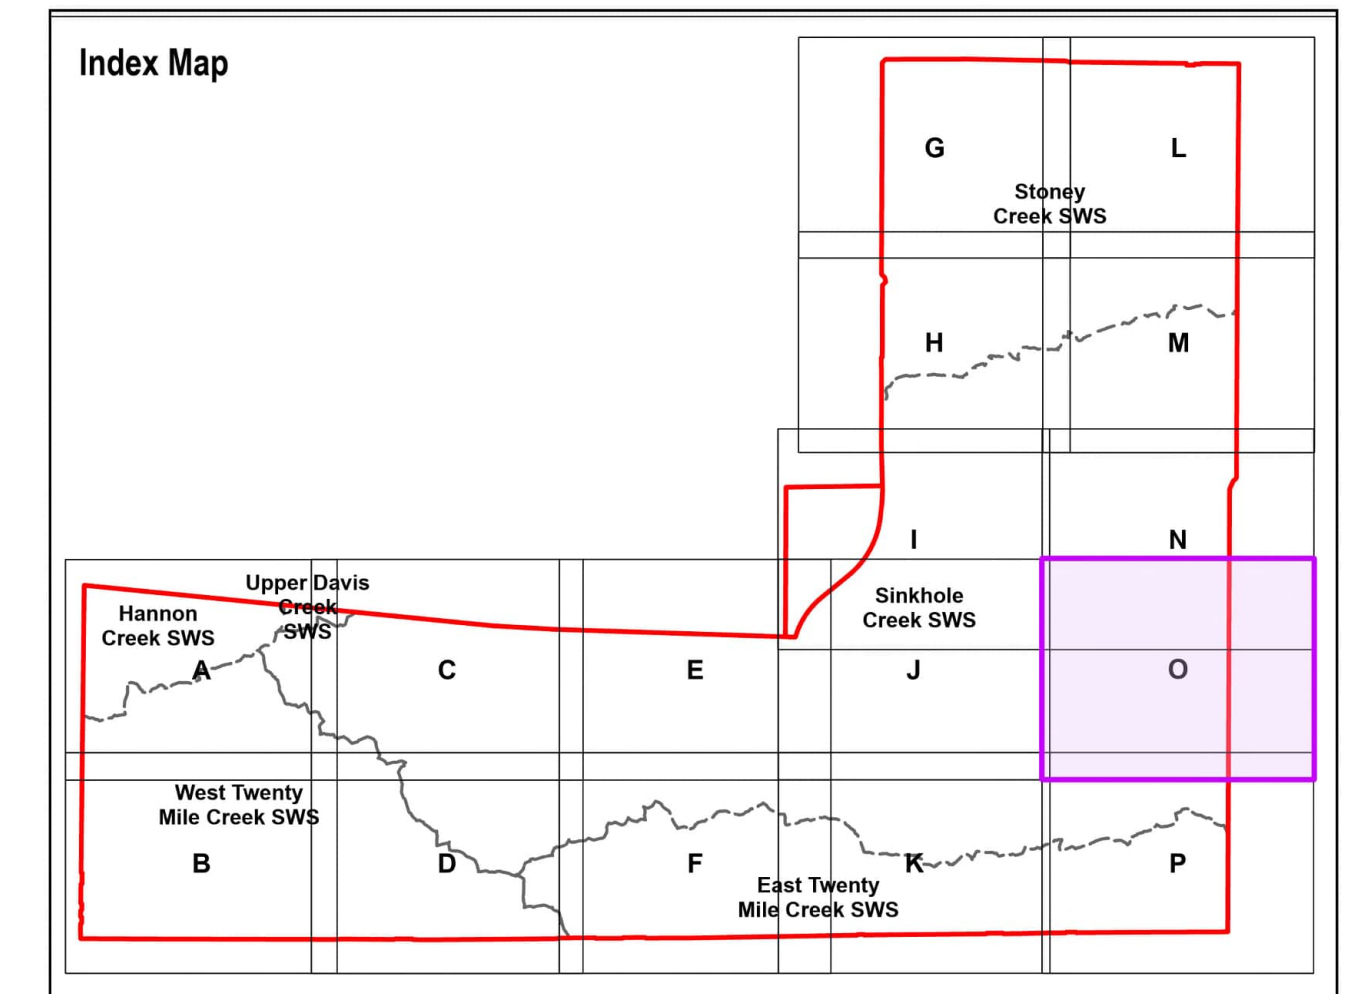 Index Map
G
L
Stoney
Creek SWS
H
M
I
N
Upper Davis
Creek
SWS
Hannon
Creek SWS
Sinkhole
Creek SWS
A
C
E
J
O
West Twenty
Mile Creek SWS
B
D
F
K
P
East Twenty
Mile Creek SWS